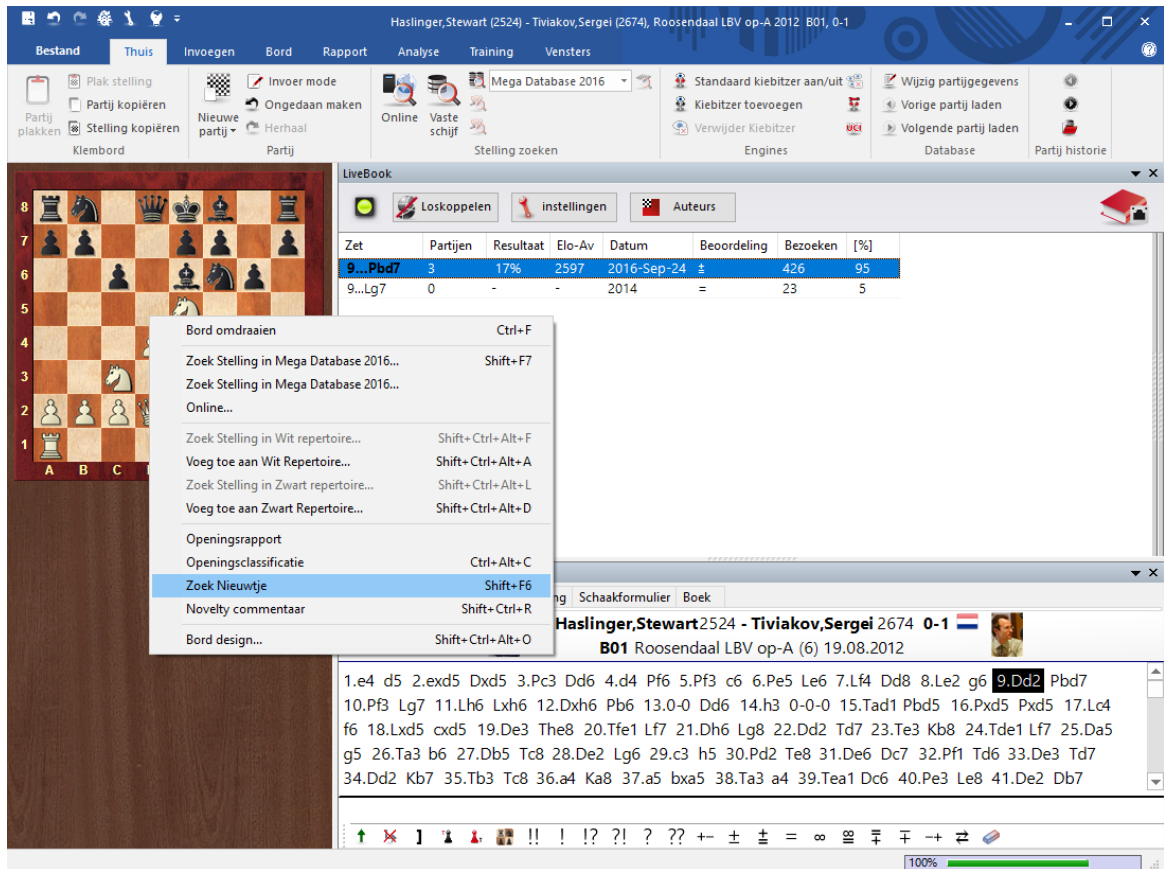 Haslinger,Stewart (2524) - Tiviakov,Sergei (2674), Roosendaal LBV op-A 2012 B01, 0-1
Bestand Thuis Invoegen Bord Rapport Analyse Training Vensters
Partij plakken
Plak stelling
Partij kopiëren
Stelling kopiëren
Klembord
Nieuwe partij
Invoer mode
Ongedaan maken
Herhaal
Partij
Online
Vaste schijf
Mega Database 2016
Stelling zoeken
Standaard kiebitzer aan/uit
Kiebitzer toevoegen
Verwijder Kiebitzer
UCI
Engines
Wijzig partijgegevens
Vorige partij laden
Volgende partij laden
Database
Partij historie
LiveBook
Loskoppelen instellingen Auteurs
Zet Partijen Resultaat Elo-Av Datum Beoordeling Bezoeken [%]
9...Pbd7 3 17% 2597 2016-Sep-24 ± 426 95
9...Lg7 0 - - 2014 = 23 5
8
7
6
5
4
3
2
1
A B C
Bord omdraaien Ctrl+F
Zoek Stelling in Mega Database 2016... Shift+F7
Zoek Stelling in Mega Database 2016...
Online...
Zoek Stelling in Wit repertoire... Shift+Ctrl+Alt+F
Voeg toe aan Wit Repertoire... Shift+Ctrl+Alt+A
Zoek Stelling in Zwart repertoire... Shift+Ctrl+Alt+L
Voeg toe aan Zwart Repertoire... Shift+Ctrl+Alt+D
Openingsrapport
Openingsclassificatie Ctrl+Alt+C
Zoek Nieuwtje Shift+F6
Novelty commentaar Shift+Ctrl+R
Bord design... Shift+Ctrl+Alt+O
ng Schaakformulier Boek
Haslinger,Stewart 2524 - Tiviakov,Sergei 2674 0-1
B01 Roosendaal LBV op-A (6) 19.08.2012
1.e4 d5 2.exd5 Dxd5 3.Pc3 Dd6 4.d4 Pf6 5.Pf3 c6 6.Pe5 Le6 7.Lf4 Dd8 8.Le2 g6 9.Dd2 Pbd7
10.Pf3 Lg7 11.Lh6 Lxh6 12.Dxh6 Pb6 13.0-0 Dd6 14.h3 0-0-0 15.Tad1 Pbd5 16.Pxd5 Pxd5 17.Lc4
f6 18.Lxd5 cxd5 19.De3 The8 20.Tfe1 Lf7 21.Dh6 Lg8 22.Dd2 Td7 23.Te3 Kb8 24.Tde1 Lf7 25.Da5
g5 26.Ta3 b6 27.Db5 Tc8 28.De2 Lg6 29.c3 h5 30.Pd2 Te8 31.De6 Dc7 32.Pf1 Td6 33.De3 Td7
34.Dd2 Kb7 35.Tb3 Tc8 36.a4 Ka8 37.a5 bxa5 38.Ta3 a4 39.Tea1 Dc6 40.Pe3 Le8 41.De2 Db7
] !! ! !? ?! ? ?? +− ± ⩲ = ∞ ⯹ ⩱ ∓ −+ ⇄
100%